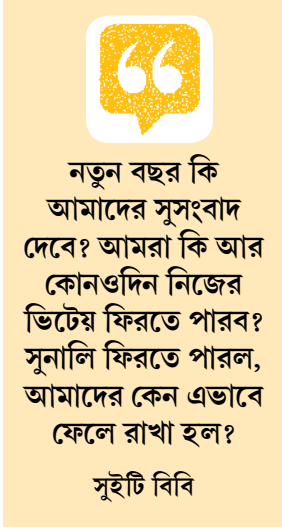 নতুন বছর কি
আমাদের সুসংবাদ
দেবে? আমরা কি আর
কোনওদিন নিজের
ভিটেয় ফিরতে পারব?
সুনালি ফিরতে পারল,
আমাদের কেন এভাবে
ফেলে রাখা হল?
সুইটি বিবি